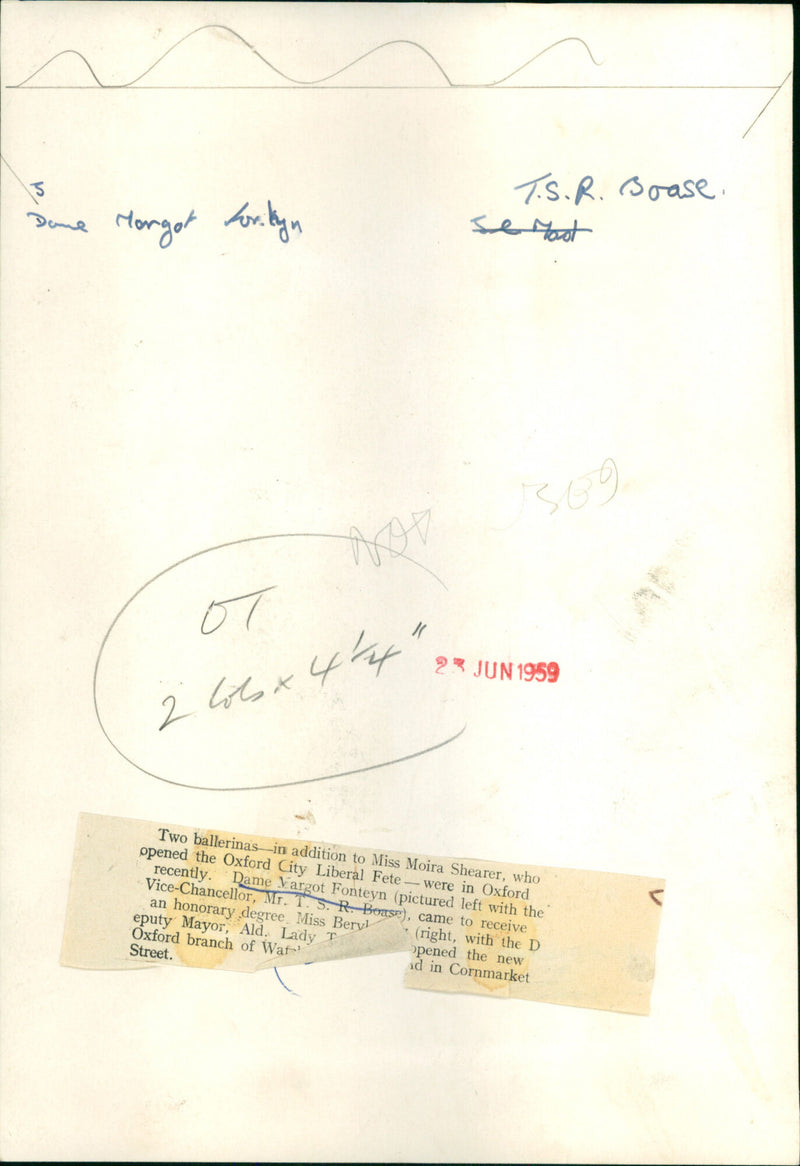 S
Dame Margot
T.S.R. Boase.
NOT
OT
2 cols x 4 1/4"
23 JUN 1959
Two ballerinas—in addition to Miss Moira Shearer, who
opened the Oxford City Liberal Fete—were in Oxford
recently. Dame Margot Fonteyn (pictured left with the
Vice-Chancellor, Mr. T. S. R. Boase), came to receive
an honorary degree Miss Beryl (right, with the D
eputy Mayor, Ald. Lady T opened the new
Oxford branch of in Cornmarket
Street.